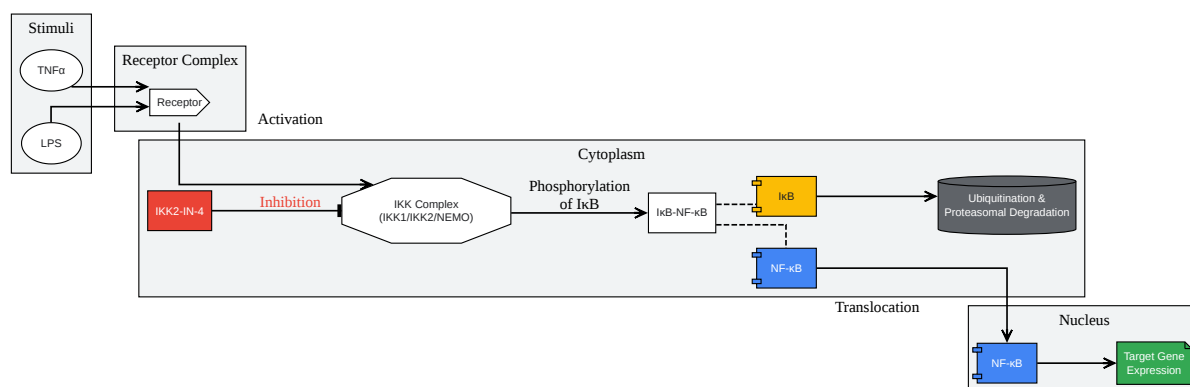 Stimuli
TNFα
LPS
Receptor Complex
Receptor
Activation
Cytoplasm
IKK2-IN-4
Inhibition
IKK Complex
(IKK1/IKK2/NEMO)
Phosphorylation
of IκB
IκB-NF-κB
IκB
NF-κB
Ubiquitination &
Proteasomal Degradation
Translocation
Nucleus
NF-κB
Target Gene
Expression